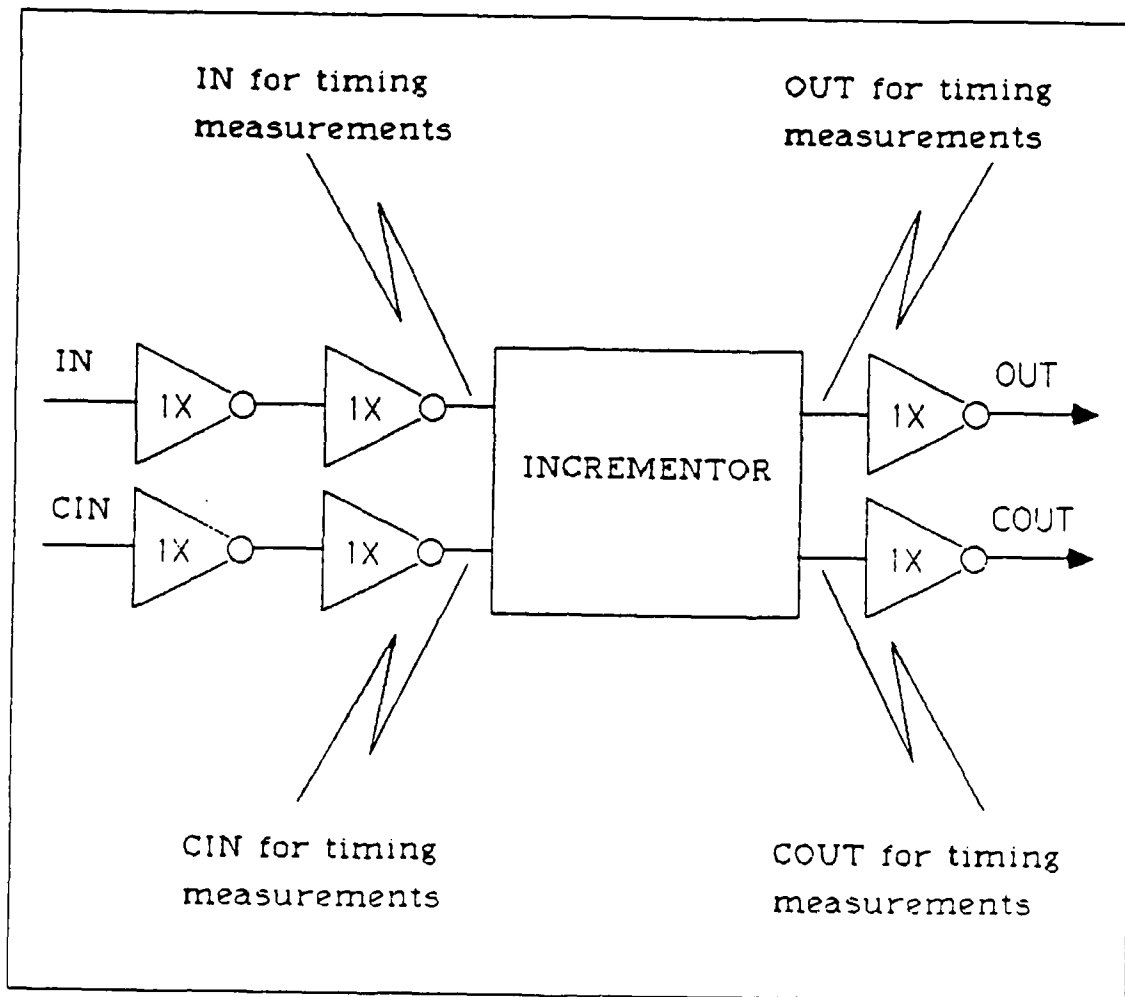 IN for timing
measurements
OUT for timing
measurements
IN
1X
1X
INCREMENTOR
1X
OUT
CIN
1X
1X
1X
COUT
CIN for timing
measurements
COUT for timing
measurements